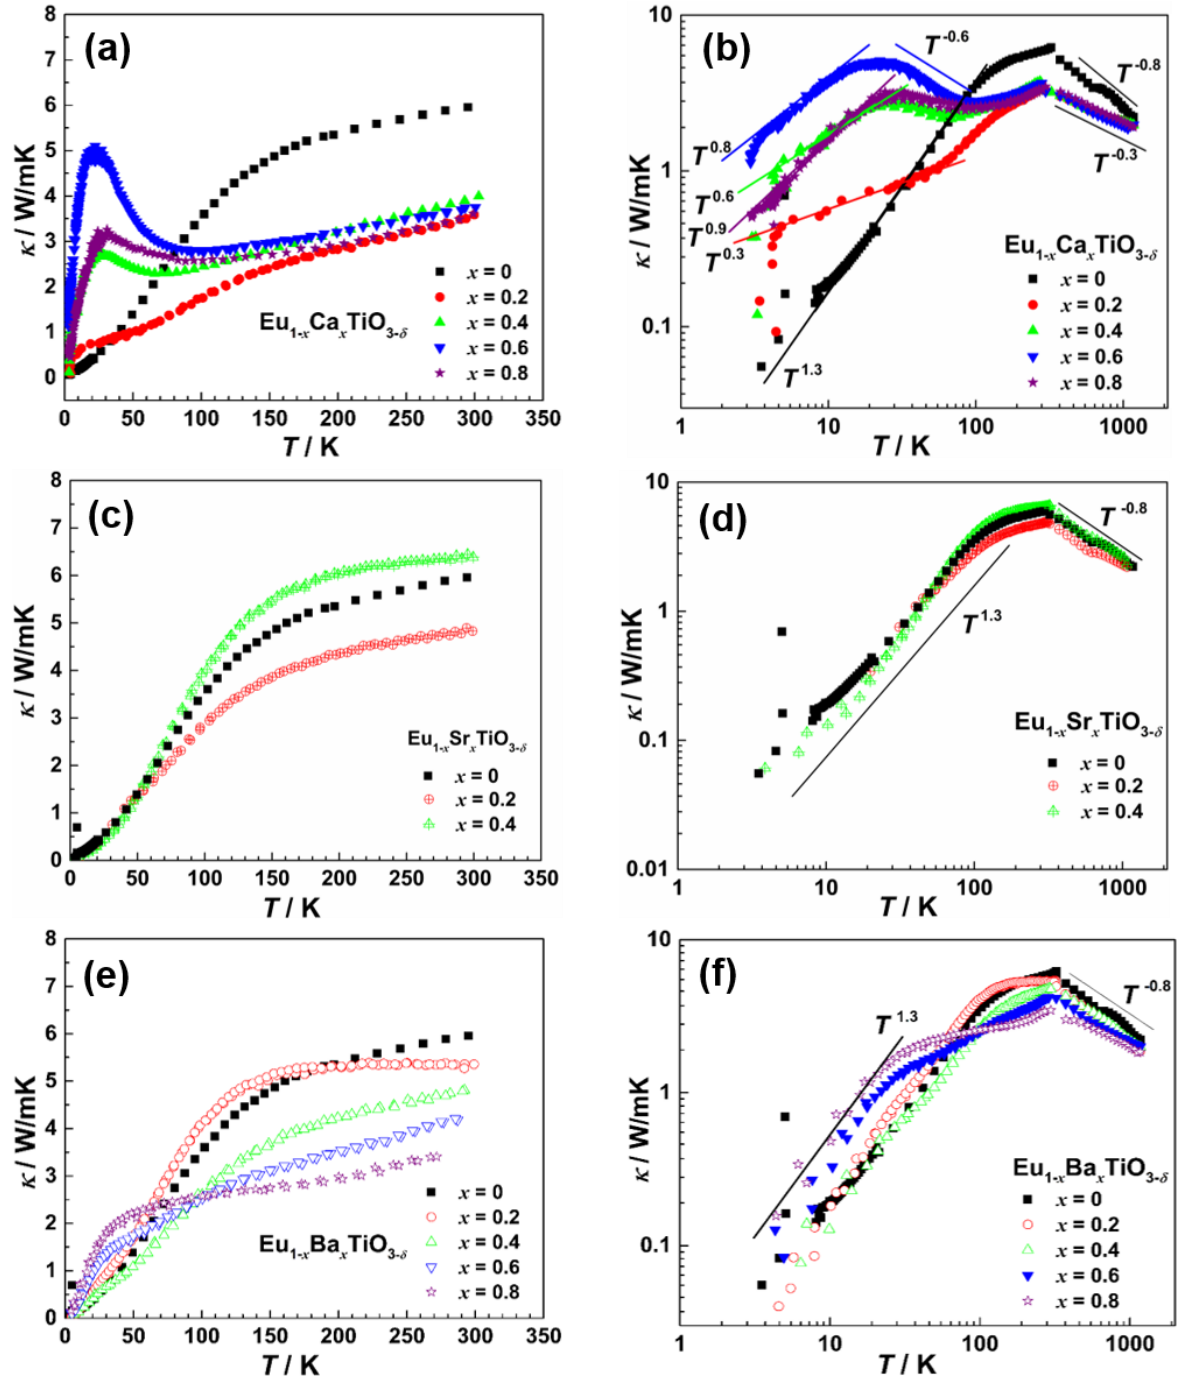 (a)
κ / W/mK
8
7
6
5
4
3
2
1
0
x = 0
x = 0.2
x = 0.4
x = 0.6
x = 0.8
Eu1-xCaxTiO3-δ
0 50 100 150 200 250 300 350
T / K
(b)
κ / W/mK
10
1
0.1
T^-0.6
T^-0.8
T^-0.3
T^0.8
T^0.6
T^0.9
T^0.3
T^1.3
Eu1-xCaxTiO3-δ
x = 0
x = 0.2
x = 0.4
x = 0.6
x = 0.8
1 10 100 1000
T / K
(c)
κ / W/mK
8
7
6
5
4
3
2
1
0
Eu1-xSrxTiO3-δ
x = 0
x = 0.2
x = 0.4
0 50 100 150 200 250 300 350
T / K
(d)
κ / W/mK
10
1
0.1
0.01
T^-0.8
T^1.3
Eu1-xSrxTiO3-δ
x = 0
x = 0.2
x = 0.4
1 10 100 1000
T / K
(e)
κ / W/mK
8
7
6
5
4
3
2
1
0
Eu1-xBaxTiO3-δ
x = 0
x = 0.2
x = 0.4
x = 0.6
x = 0.8
0 50 100 150 200 250 300 350
T / K
(f)
κ / W/mK
10
1
0.1
T^1.3
T^-0.8
Eu1-xBaxTiO3-δ
x = 0
x = 0.2
x = 0.4
x = 0.6
x = 0.8
1 10 100 1000
T / K